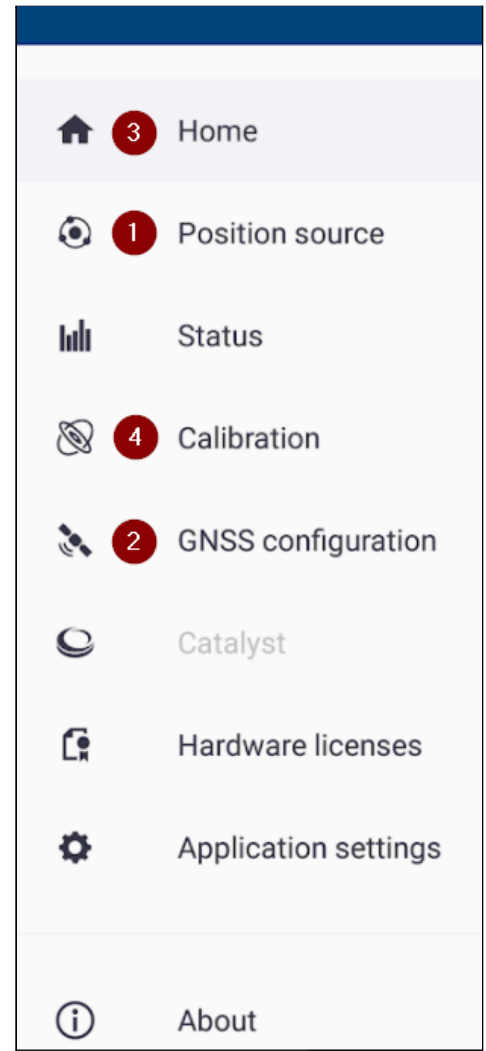 3 Home
1 Position source
Status
4 Calibration
2 GNSS configuration
Catalyst
Hardware licenses
Application settings
About